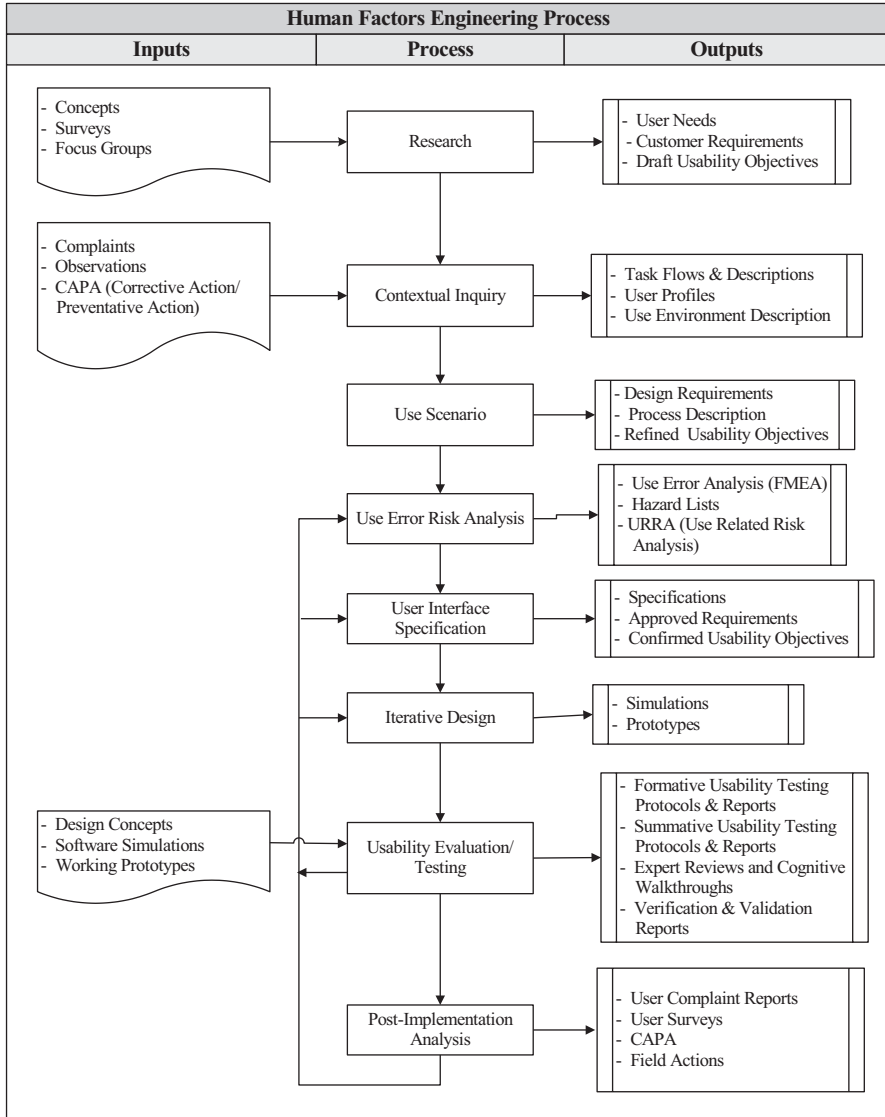 Human Factors Engineering Process
Inputs
Process
Outputs
- Concepts
- Surveys
- Focus Groups
Research
- User Needs
- Customer Requirements
- Draft Usability Objectives
- Complaints
- Observations
- CAPA (Corrective Action/
Preventative Action)
Contextual Inquiry
- Task Flows & Descriptions
- User Profiles
- Use Environment Description
Use Scenario
- Design Requirements
- Process Description
- Refined Usability Objectives
Use Error Risk Analysis
- Use Error Analysis (FMEA)
- Hazard Lists
- URRA (Use Related Risk
Analysis)
User Interface
Specification
- Specifications
- Approved Requirements
- Confirmed Usability Objectives
Iterative Design
- Simulations
- Prototypes
- Design Concepts
- Software Simulations
- Working Prototypes
Usability Evaluation/
Testing
- Formative Usability Testing
Protocols & Reports
- Summative Usability Testing
Protocols & Reports
- Expert Reviews and Cognitive
Walkthroughs
- Verification & Validation
Reports
Post-Implementation
Analysis
- User Complaint Reports
- User Surveys
- CAPA
- Field Actions